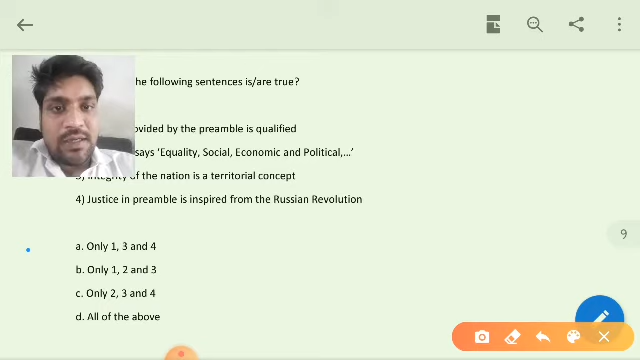 he following sentences is/are true?
ovided by the preamble is qualified
says ‘Equality, Social, Economic and Political,…’
3) Integrity of the nation is a territorial concept
4) Justice in preamble is inspired from the Russian Revolution
9
a. Only 1, 3 and 4
b. Only 1, 2 and 3
c. Only 2, 3 and 4
d. All of the above